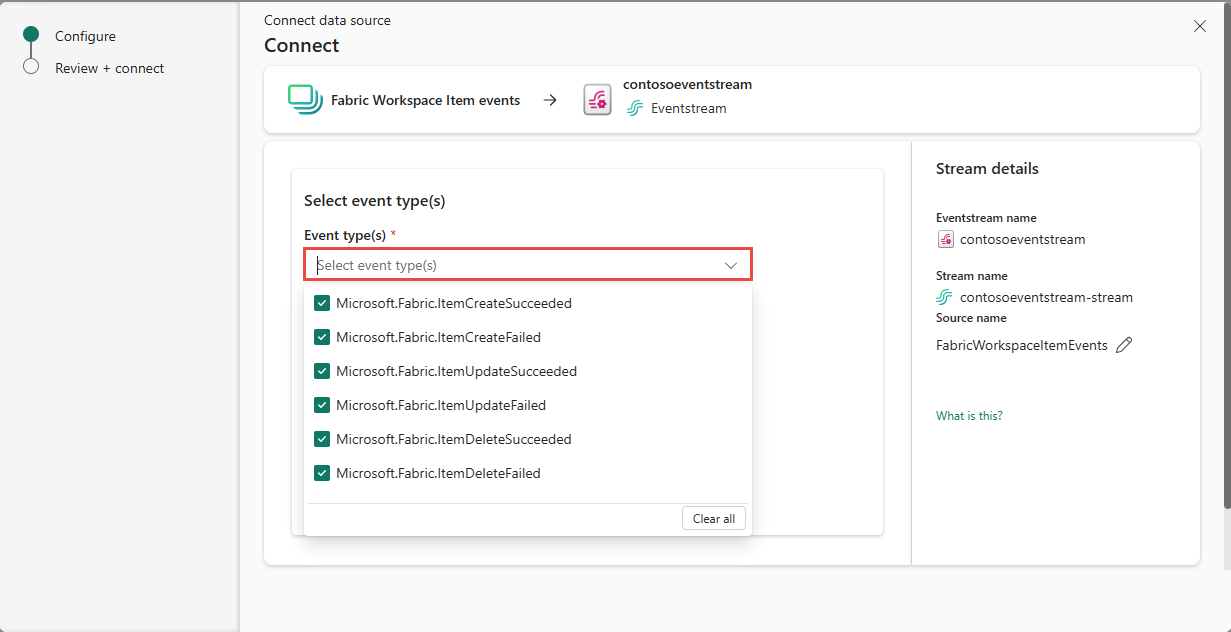 Configure
Review + connect
Connect data source
Connect
Fabric Workspace Item events
contosoeventstream
Eventstream
Select event type(s)
Event type(s) *
Select event type(s)
Microsoft.Fabric.ItemCreateSucceeded
Microsoft.Fabric.ItemCreateFailed
Microsoft.Fabric.ItemUpdateSucceeded
Microsoft.Fabric.ItemUpdateFailed
Microsoft.Fabric.ItemDeleteSucceeded
Microsoft.Fabric.ItemDeleteFailed
Clear all
Stream details
Eventstream name
contosoeventstream
Stream name
contosoeventstream-stream
Source name
FabricWorkspaceItemEvents
What is this?